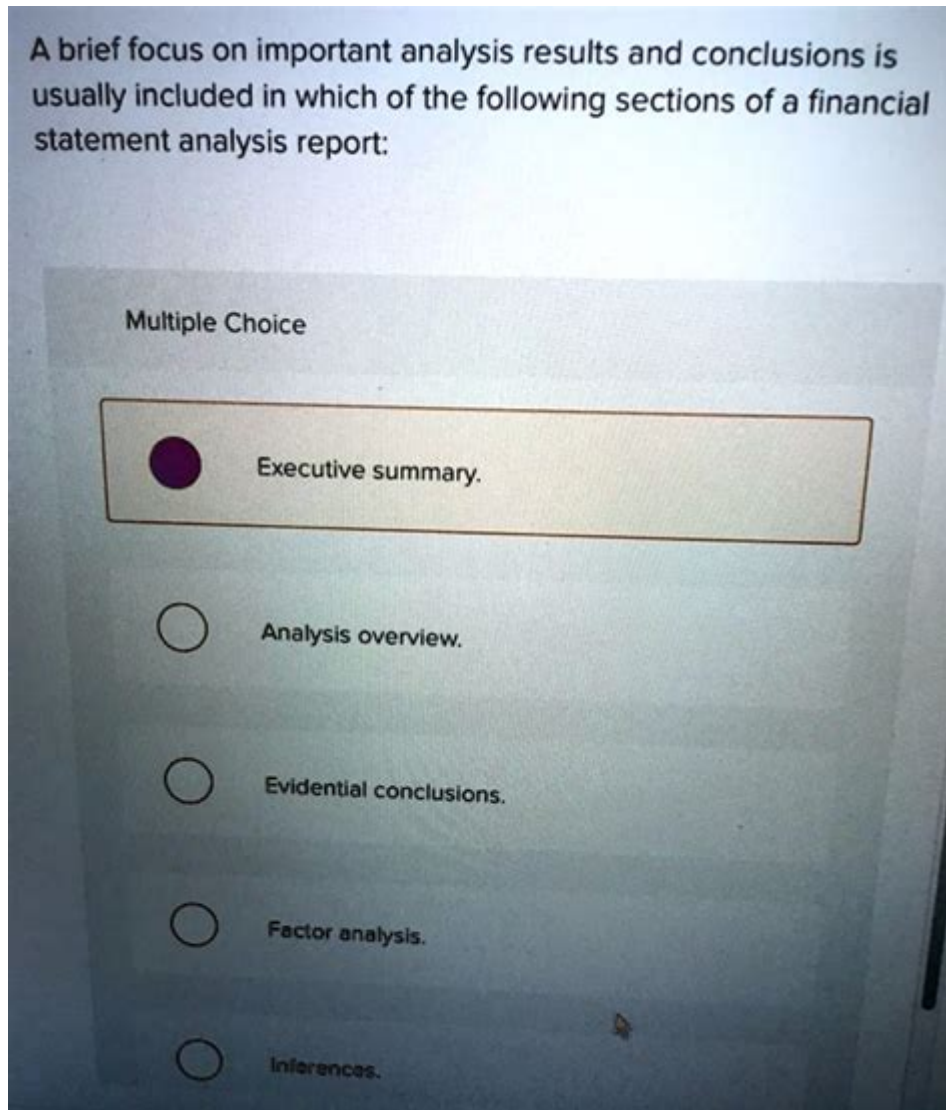 A brief focus on important analysis results and conclusions is
usually included in which of the following sections of a financial
statement analysis report:
Multiple Choice
Executive summary.
Analysis overview.
Evidential conclusions.
Factor analysis.
Inferences.